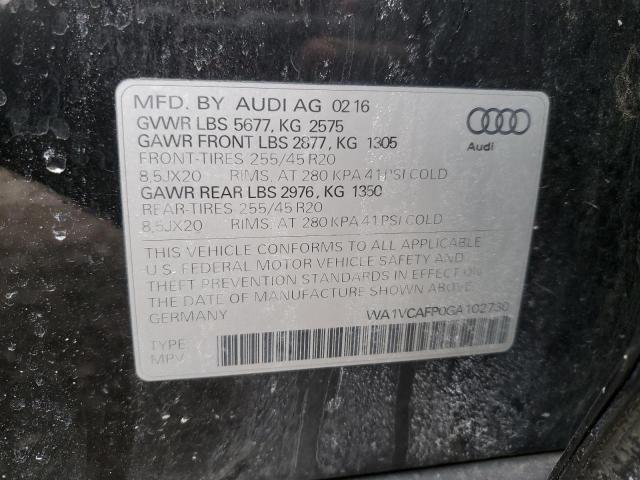 MFD. BY AUDI AG 02 16
GVWR LBS 5677, KG 2575
GAWR FRONT LBS 2877, KG 1305
FRONT-TIRES 255/45 R20
8,5JX20 RIMS, AT 280 KPA 41 PSI COLD
GAWR REAR LBS 2976, KG 1350
REAR-TIRES 255/45 R20
8,5JX20 RIMS, AT 280 KPA 41 PSI COLD
Audi
THIS VEHICLE CONFORMS TO ALL APPLICABLE
U.S. FEDERAL MOTOR VEHICLE SAFETY AND
THEFT PREVENTION STANDARDS IN EFFECT ON
THE DATE OF MANUFACTURE SHOWN ABOVE.
GERMANY WA1VCAFP0GA102730
TYPE
MPV